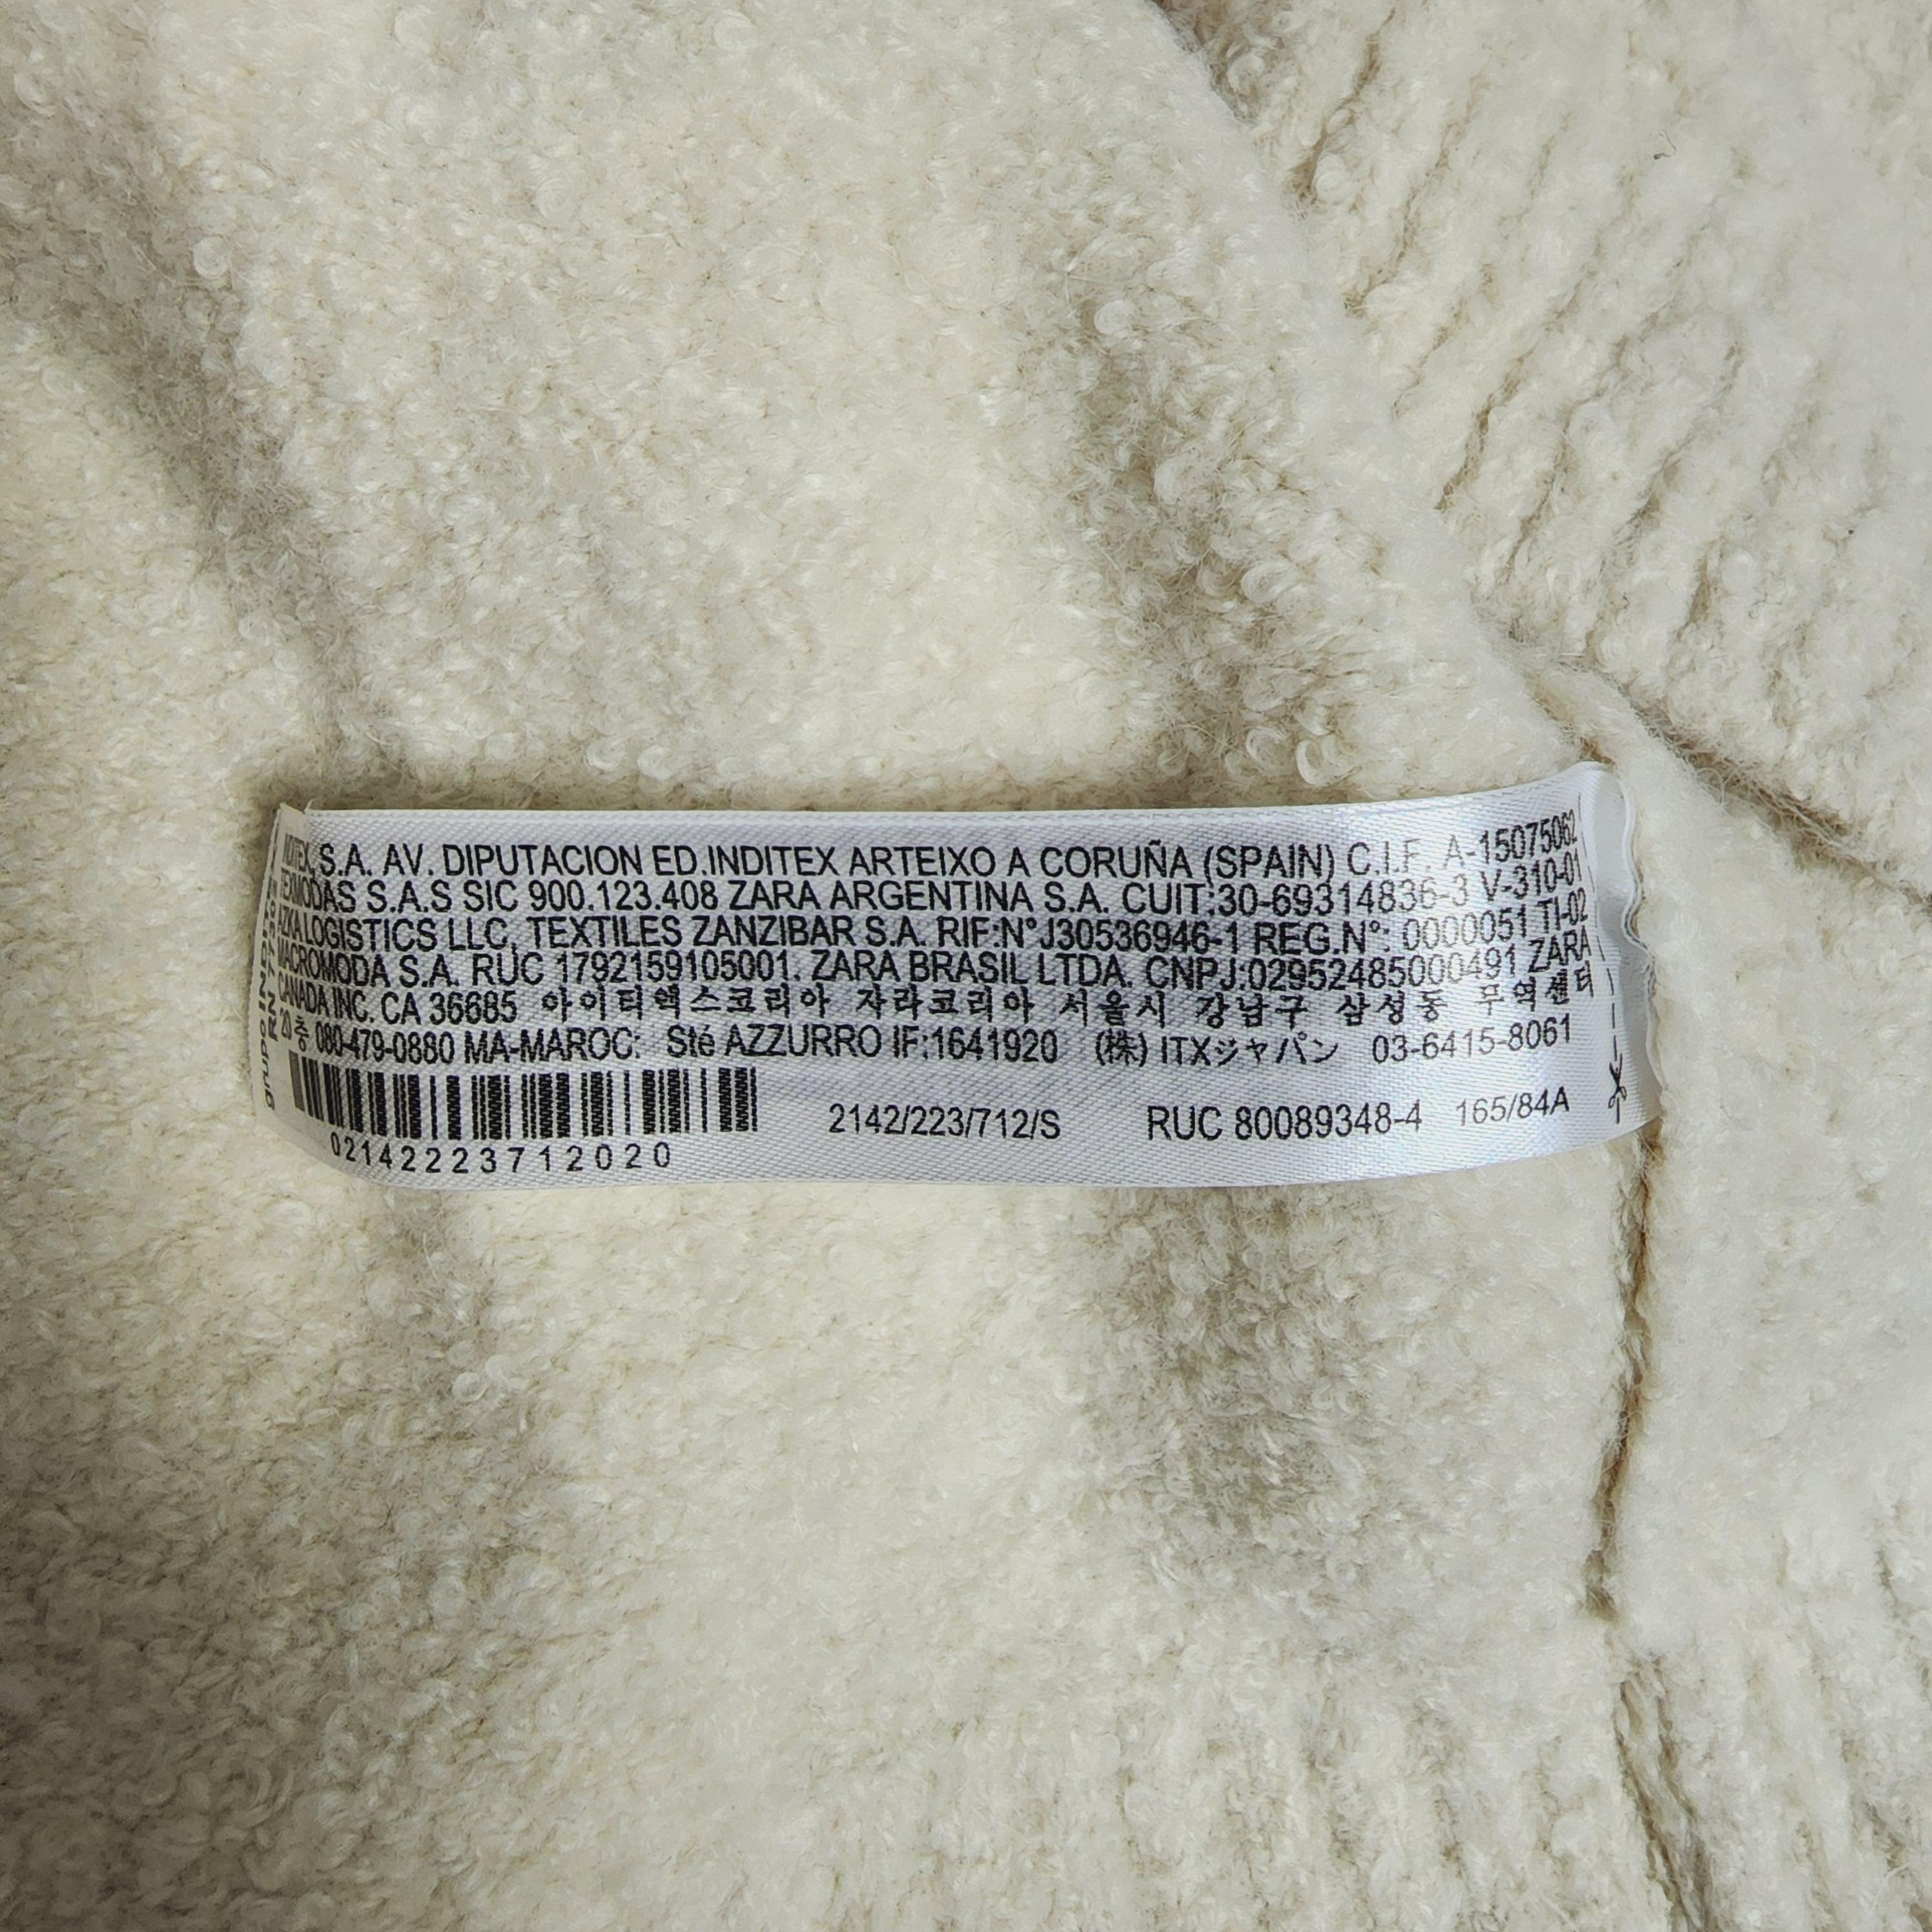 S.A. AV. DIPUTACION ED.INDITEX ARTEIXO A CORUÑA (SPAIN) C.I.F. A-15075062
TEXMODAS S.A.S SIC 900.123.408 ZARA ARGENTINA S.A. CUIT:30-69314836-3 V-310-01
AZKA LOGISTICS LLC, TEXTILES ZANZIBAR S.A. RIF:N°J30536946-1 REG.N°: 0000051 TI-02
MACROMODA S.A. RUC 1792159105001. ZARA BRASIL LTDA. CNPJ:02952485000491 ZARA
CANADA INC. CA 36685 아이티엑스코리아 자라코리아 서울시 강남구 삼성동 무역센터
20층 080-479-0880 MA-MAROC: Sté AZZURRO IF:1641920 (株) ITXジャパン 03-6415-8061
2142/223/712/S RUC 80089348-4 165/84A
02142223712020
grupo INDITEX